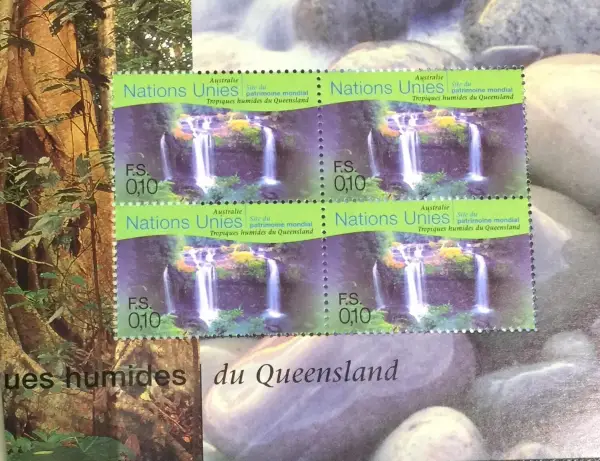 Australie
Nations Unies
Site du
patrimoine mondial
Tropiques humides du Queensland
F.S.
0,10
Australie
Nations Unies
Site du
patrimoine mondial
Tropiques humides du Queensland
F.S.
0,10
Australie
Nations Unies
Site du
patrimoine mondial
Tropiques humides du Queensland
F.S.
0,10
Australie
Nations Unies
Site du
patrimoine mondial
Tropiques humides du Queensland
F.S.
0,10
ues humides du Queensland